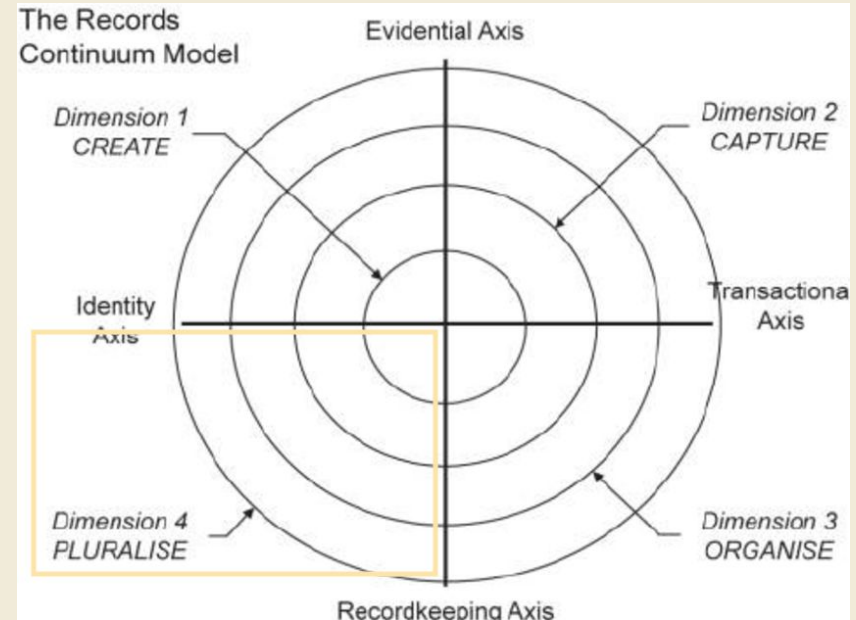 The Records
Continuum Model
Evidential Axis
Dimension 1
CREATE
Dimension 2
CAPTURE
Identity
Axis
Transactiona
Axis
Dimension 4
PLURALISE
Dimension 3
ORGANISE
Recordkeeping Axis